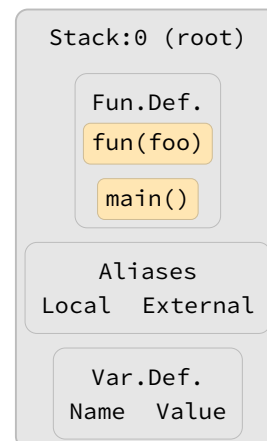 Stack:0 (root)
Fun.Def.
fun(foo)
main()
Aliases
Local External
Var.Def.
Name Value